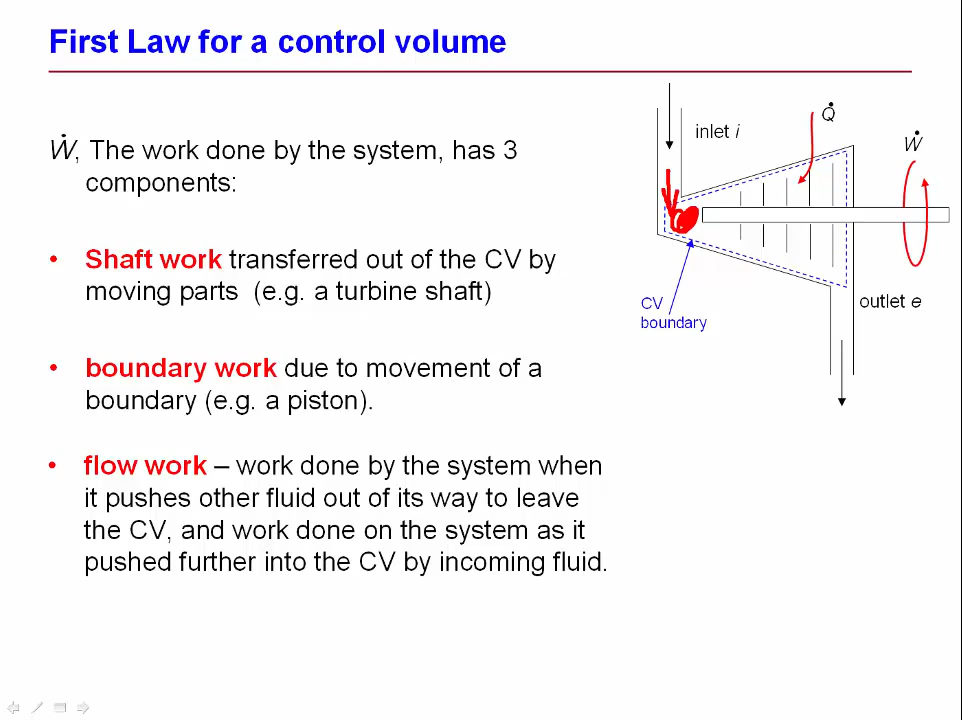 First Law for a control volume
Ẇ, The work done by the system, has 3
components:
• Shaft work transferred out of the CV by
moving parts (e.g. a turbine shaft)
• boundary work due to movement of a
boundary (e.g. a piston).
• flow work – work done by the system when
it pushes other fluid out of its way to leave
the CV, and work done on the system as it
pushed further into the CV by incoming fluid.
inlet i
Q̇
Ẇ
CV
boundary
outlet e